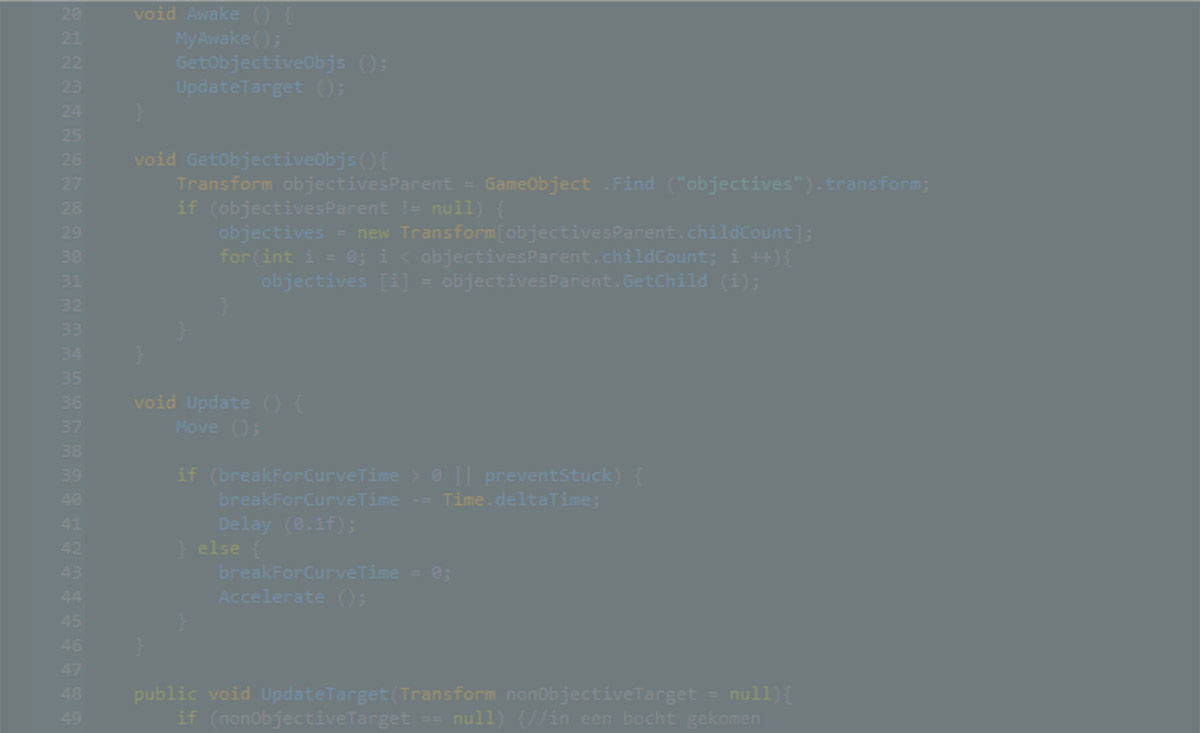 20 void Awake () {
21 MyAwake();
22 GetObjectiveObjs ();
23 UpdateTarget ();
24 }
25
26 void GetObjectiveObjs(){
27 Transform objectivesParent = GameObject .Find ("objectives").transform;
28 if (objectivesParent != null) {
29 objectives = new Transform[objectivesParent.childCount];
30 for(int i = 0; i < objectivesParent.childCount; i ++){
31 objectives [i] = objectivesParent.GetChild (i);
32 }
33 }
34 }
35
36 void Update () {
37 Move ();
38
39 if (breakForCurveTime > 0 || preventStuck) {
40 breakForCurveTime -= Time.deltaTime;
41 Delay (0.1f);
42 } else {
43 breakForCurveTime = 0;
44 Accelerate ();
45 }
46 }
47
48 public void UpdateTarget(Transform nonObjectiveTarget = null){
49 if (nonObjectiveTarget == null) {//in een bocht gekomen